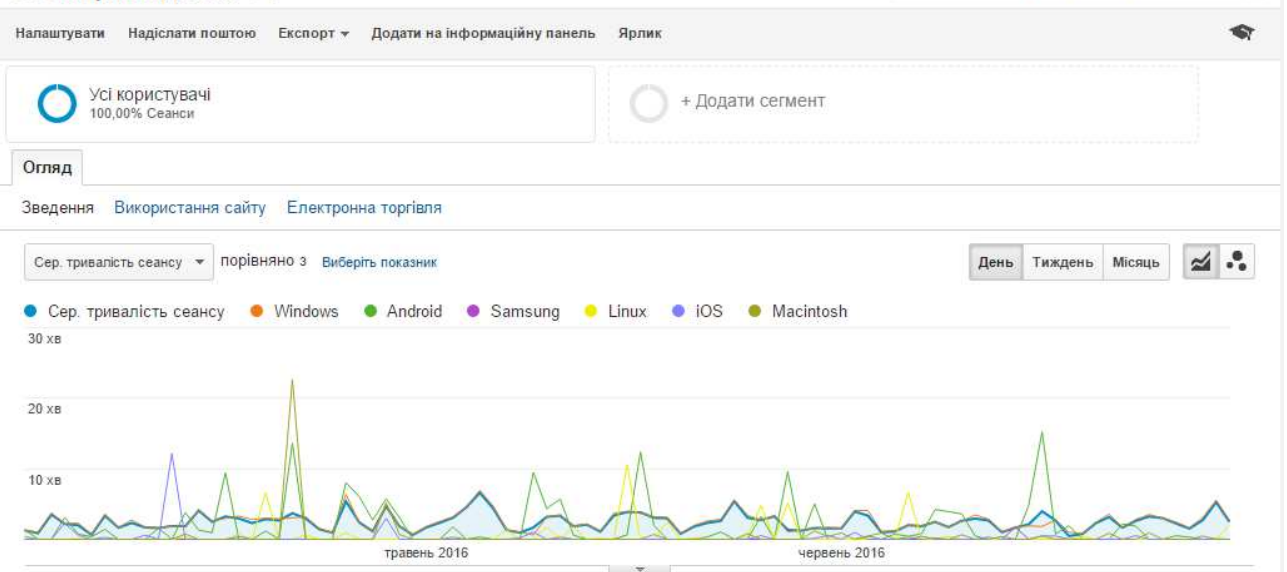 Налаштувати Надіслати поштою Експорт Додати на інформаційну панель Ярлик
Усі користувачі
100,00% Сеанси
+ Додати сегмент
Огляд
Зведення Використання сайту Електронна торгівля
Сер. тривалість сеансу порівняно з Виберіть показник День Тиждень Місяць
Сер. тривалість сеансу Windows Android Samsung Linux iOS Macintosh
30 хв
20 хв
10 хв
травень 2016 червень 2016